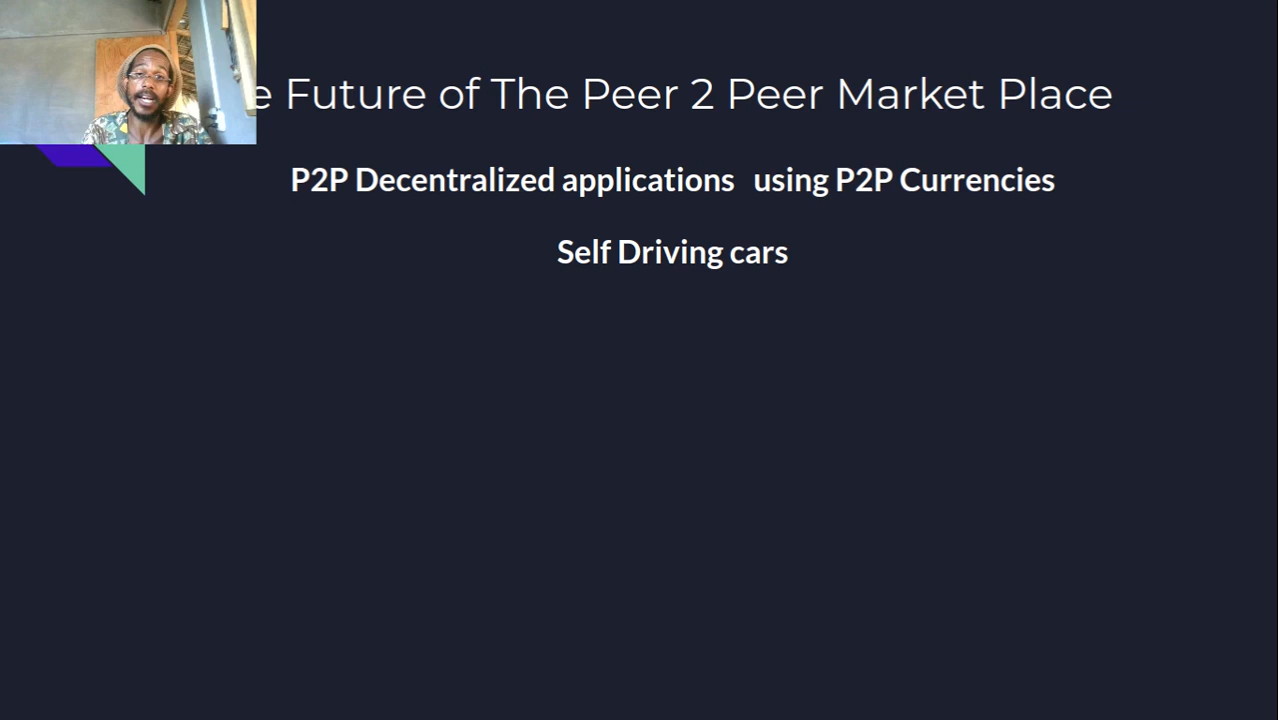 e Future of The Peer 2 Peer Market Place
P2P Decentralized applications using P2P Currencies
Self Driving cars